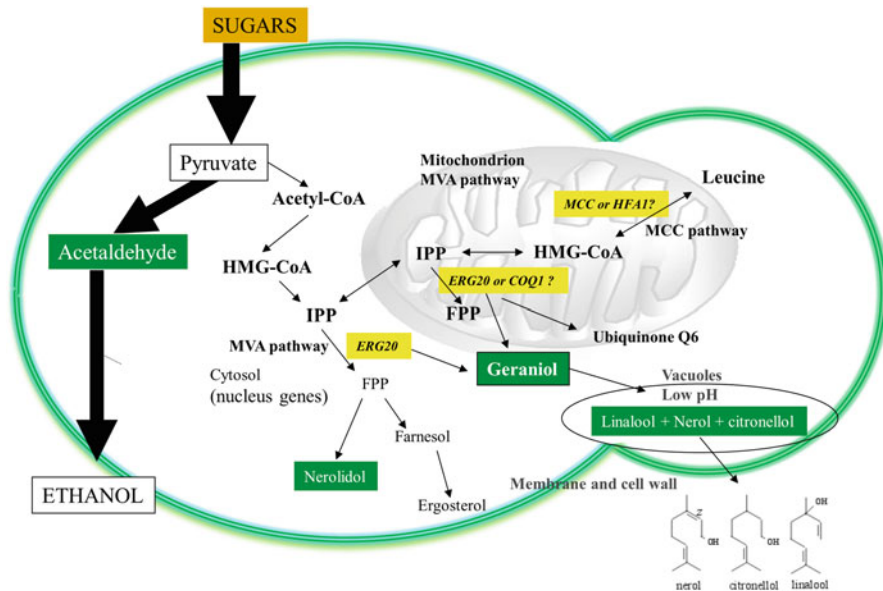 SUGARS
Pyruvate
Acetaldehyde
ETHANOL
Acetyl-CoA
HMG-CoA
IPP
MVA pathway
Cytosol
(nucleus genes)
ERG20
FPP
Farnesol
Nerolidol
Ergosterol
Mitochondrion
MVA pathway
Leucine
MCC or HFA1?
MCC pathway
IPP
HMG-CoA
ERG20 or COQ1 ?
FPP
Ubiquinone Q6
Geraniol
Vacuoles
Low pH
Linalool + Nerol + citronellol
Membrane and cell wall
Z
OH
OH
OH
nerol
citronellol
linalool